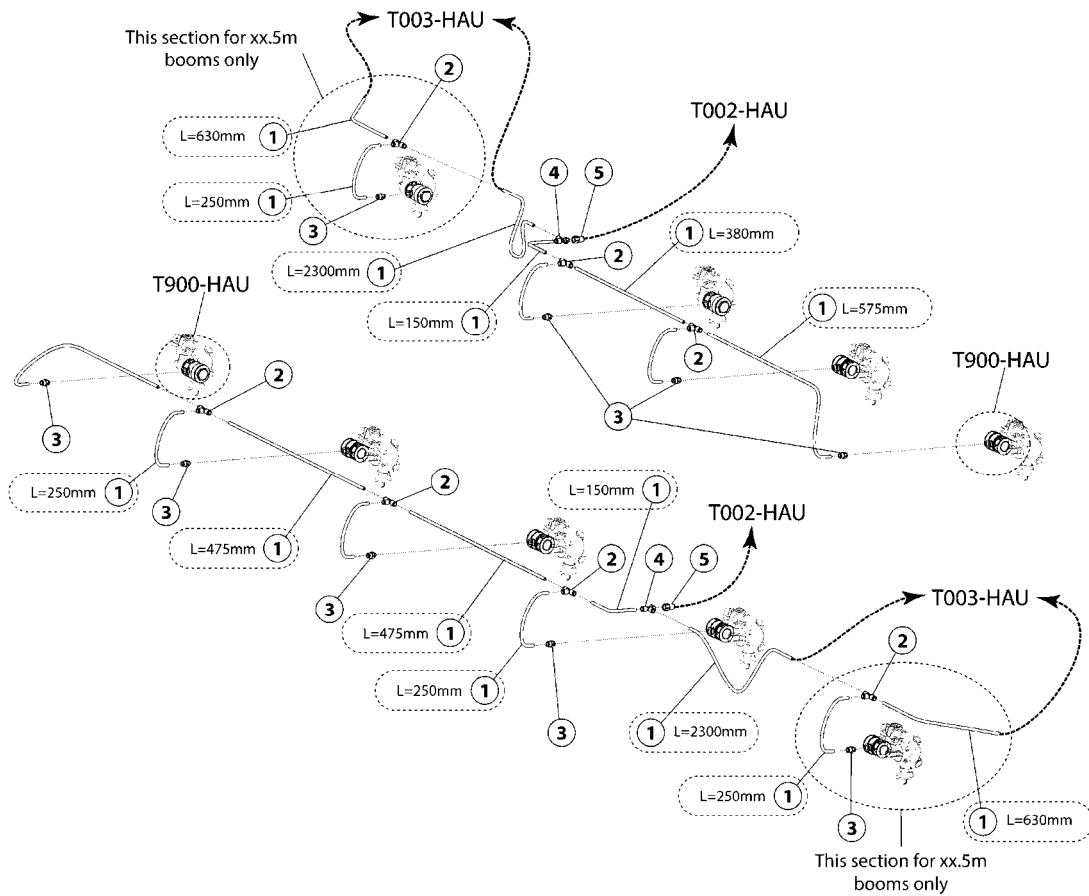 T003-HAU
This section for xx.5m
booms only
2
L=630mm 1
T002-HAU
4 5
L=250mm 1
3
1 L=380mm
2
L=2300mm 1
T900-HAU
L=150mm 1
1 L=575mm
2
T900-HAU
2
3
3
L=250mm 1
3
2
L=150mm 1
T002-HAU
L=475mm 1
2 4 5
3
T003-HAU
L=475mm 1
2
L=250mm 1
3
1 L=2300mm
L=250mm 1
3
1 L=630mm
This section for xx.5m
booms only